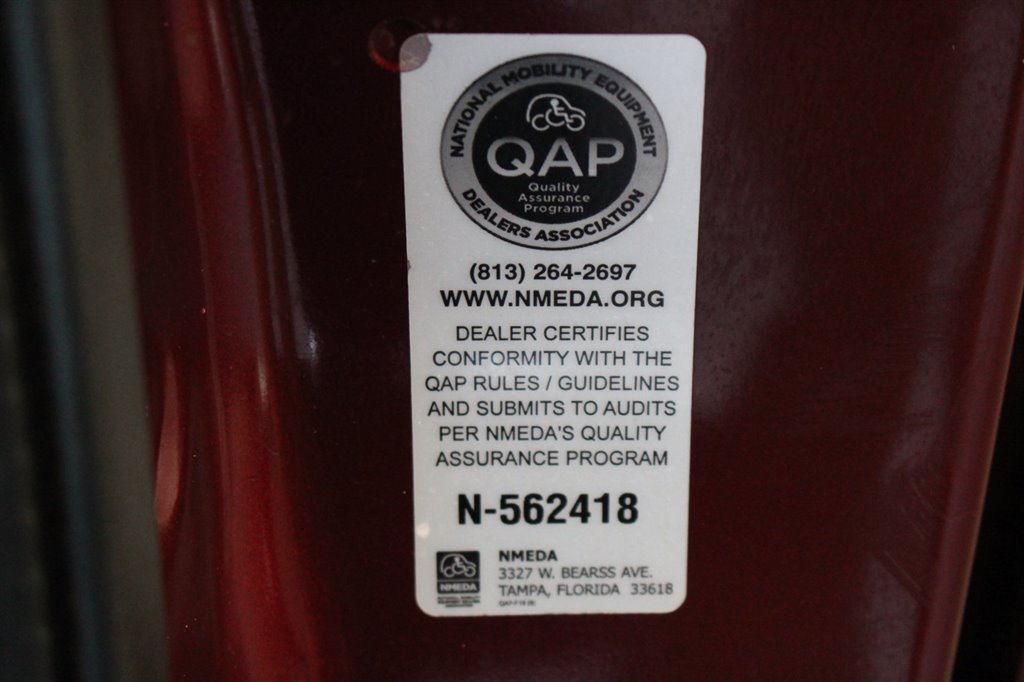 NATIONAL MOBILITY EQUIPMENT
QAP
Quality
Assurance
Program
DEALERS ASSOCIATION
(813) 264-2697
WWW.NMEDA.ORG
DEALER CERTIFIES
CONFORMITY WITH THE
QAP RULES / GUIDELINES
AND SUBMITS TO AUDITS
PER NMEDA'S QUALITY
ASSURANCE PROGRAM
N-562418
NMEDA
NMEDA
3327 W. BEARSS AVE.
TAMPA, FLORIDA 33618